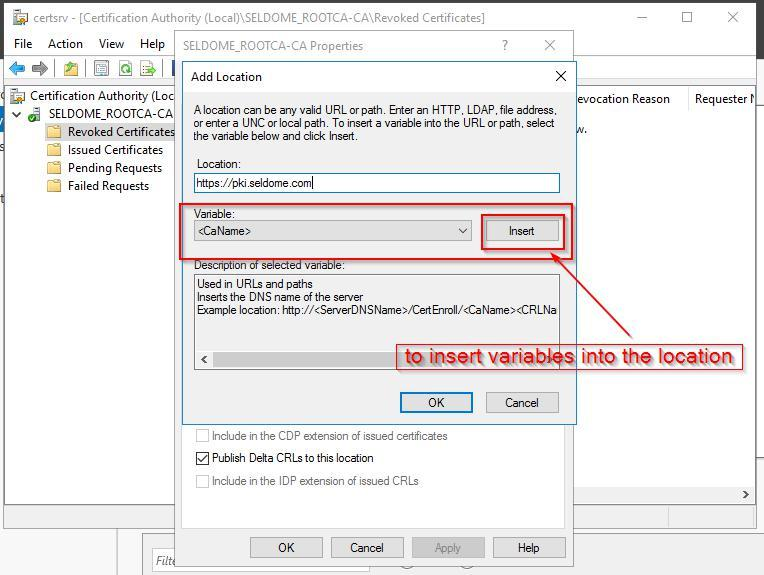 certsrv - [Certification Authority (Local)\SELDOME_ROOTCA-CA\Revoked Certificates]
File Action View Help
SELDOME_ROOTCA-CA Properties
Add Location
Certification Authority (Loc
SELDOME_ROOTCA-CA
Revoked Certificates
Issued Certificates
Pending Requests
Failed Requests
evocation Reason
Requester N
w.
A location can be any valid URL or path. Enter an HTTP, LDAP, file address,
or enter a UNC or local path. To insert a variable into the URL or path, select
the variable below and click Insert.
Location:
https://pki.seldome.com
Variable:
<CaName>
Insert
Description of selected variable:
Used in URLs and paths
Inserts the DNS name of the server
Example location: http://<ServerDNSName>/CertEnroll/<CaName><CRLNa
to insert variables into the location
OK
Cancel
Include in the CDP extension of issued certificates
Publish Delta CRLs to this location
Include in the IDP extension of issued CRLs
OK
Cancel
Apply
Help
Filte